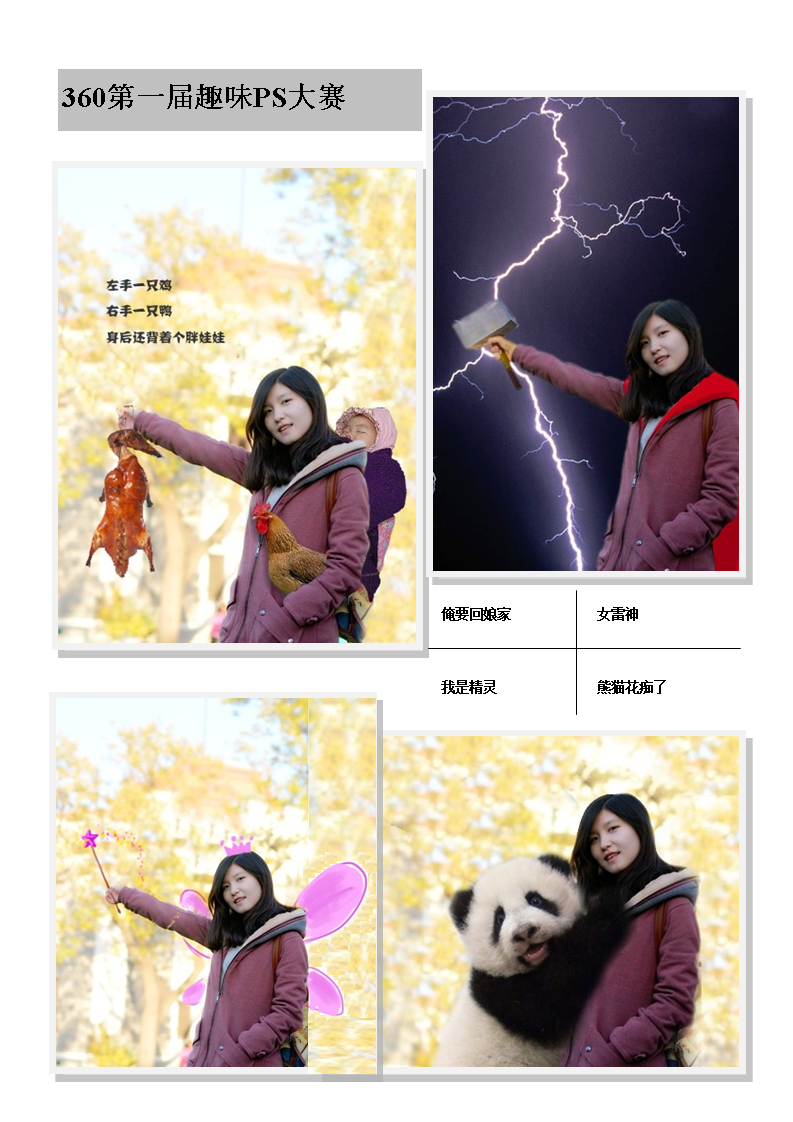 360第一届趣味PS大赛
左手一只鸡
右手一只鸭
身后还背着个胖娃娃
俺要回娘家
女雷神
我是精灵
熊猫花痴了